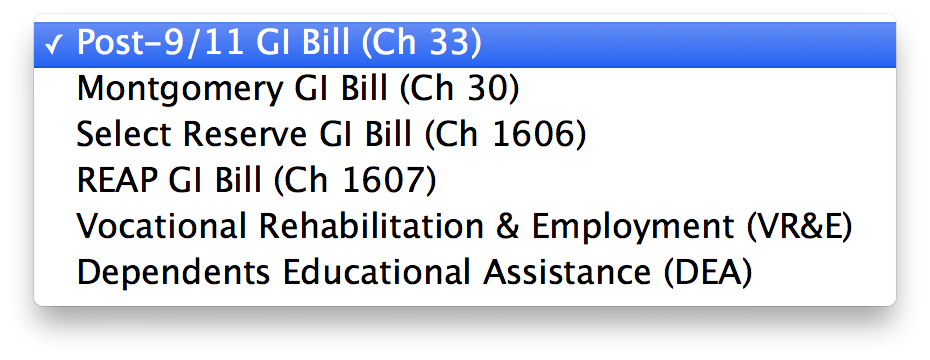 ✓ Post-9/11 GI Bill (Ch 33)
Montgomery GI Bill (Ch 30)
Select Reserve GI Bill (Ch 1606)
REAP GI Bill (Ch 1607)
Vocational Rehabilitation & Employment (VR&E)
Dependents Educational Assistance (DEA)